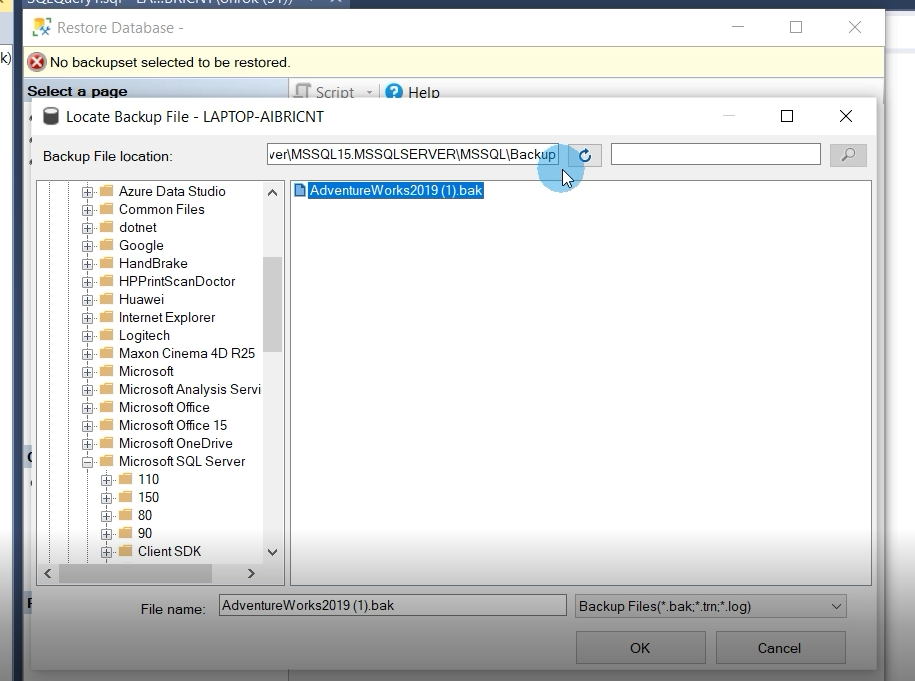 Restore Database -
No backupset selected to be restored.
Select a page
Script
Help
Locate Backup File - LAPTOP-AIBRICNT
Backup File location:
ver\MSSQL15.MSSQLSERVER\MSSQL\Backup
Azure Data Studio
AdventureWorks2019 (1).bak
Common Files
dotnet
Google
HandBrake
HPPrintScanDoctor
Huawei
Internet Explorer
Logitech
Maxon Cinema 4D R25
Microsoft
Microsoft Analysis Servi
Microsoft Office
Microsoft Office 15
Microsoft OneDrive
Microsoft SQL Server
110
150
80
90
Client SDK
File name:
AdventureWorks2019 (1).bak
Backup Files(*.bak;*.trn;*.log)
OK
Cancel